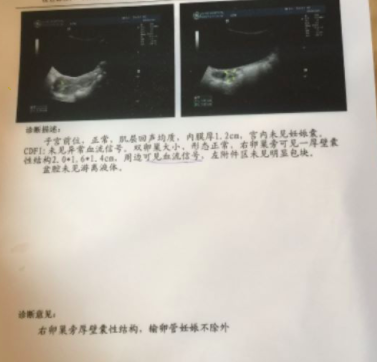 诊断描述：
子宫前位，正常，肌层回声均质，内膜厚1.2cm，宫内未见妊娠囊。
CDFI：未见异常血流信号，双卵巢大小、形态正常，右卵巢旁可见一厚壁囊
性结构2.0*1.6*1.4cm，周边可见血流信号，左附件区未见明显包块。
盆腔未见游离液体。
诊断意见：
右卵巢旁厚壁囊性结构，输卵管妊娠不除外